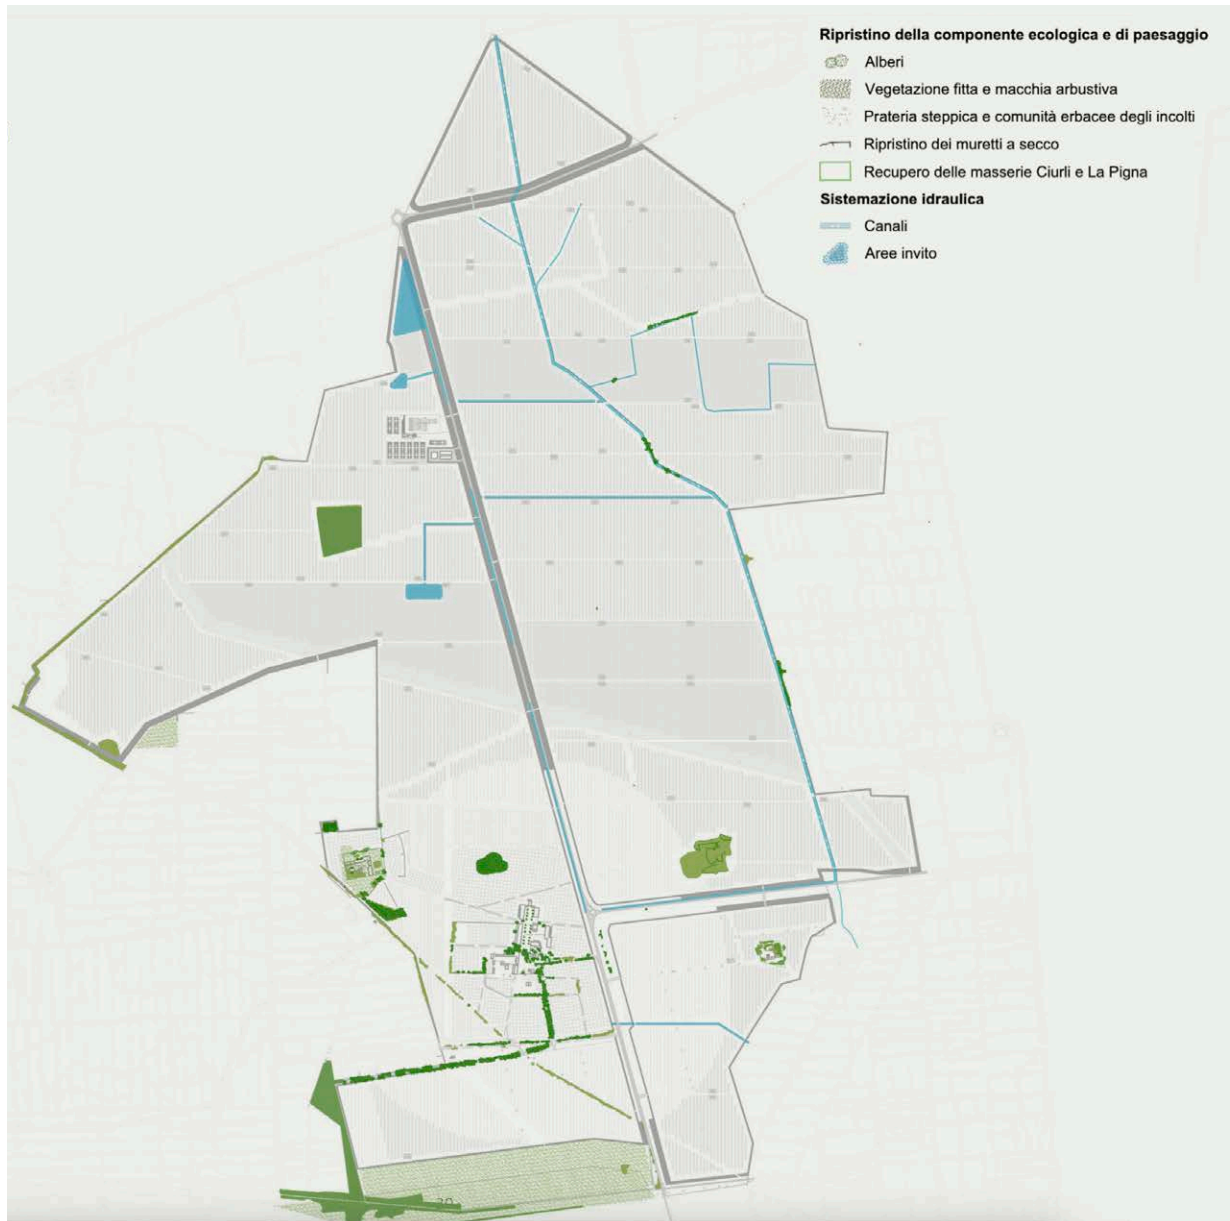 Ripristino della componente ecologica e di paesaggio
Alberi
Vegetazione fitta e macchia arbustiva
Prateria steppica e comunità erbacee degli incolti
Ripristino dei muretti a secco
Recupero delle masserie Ciurli e La Pigna
Sistemazione idraulica
Canali
Aree invito